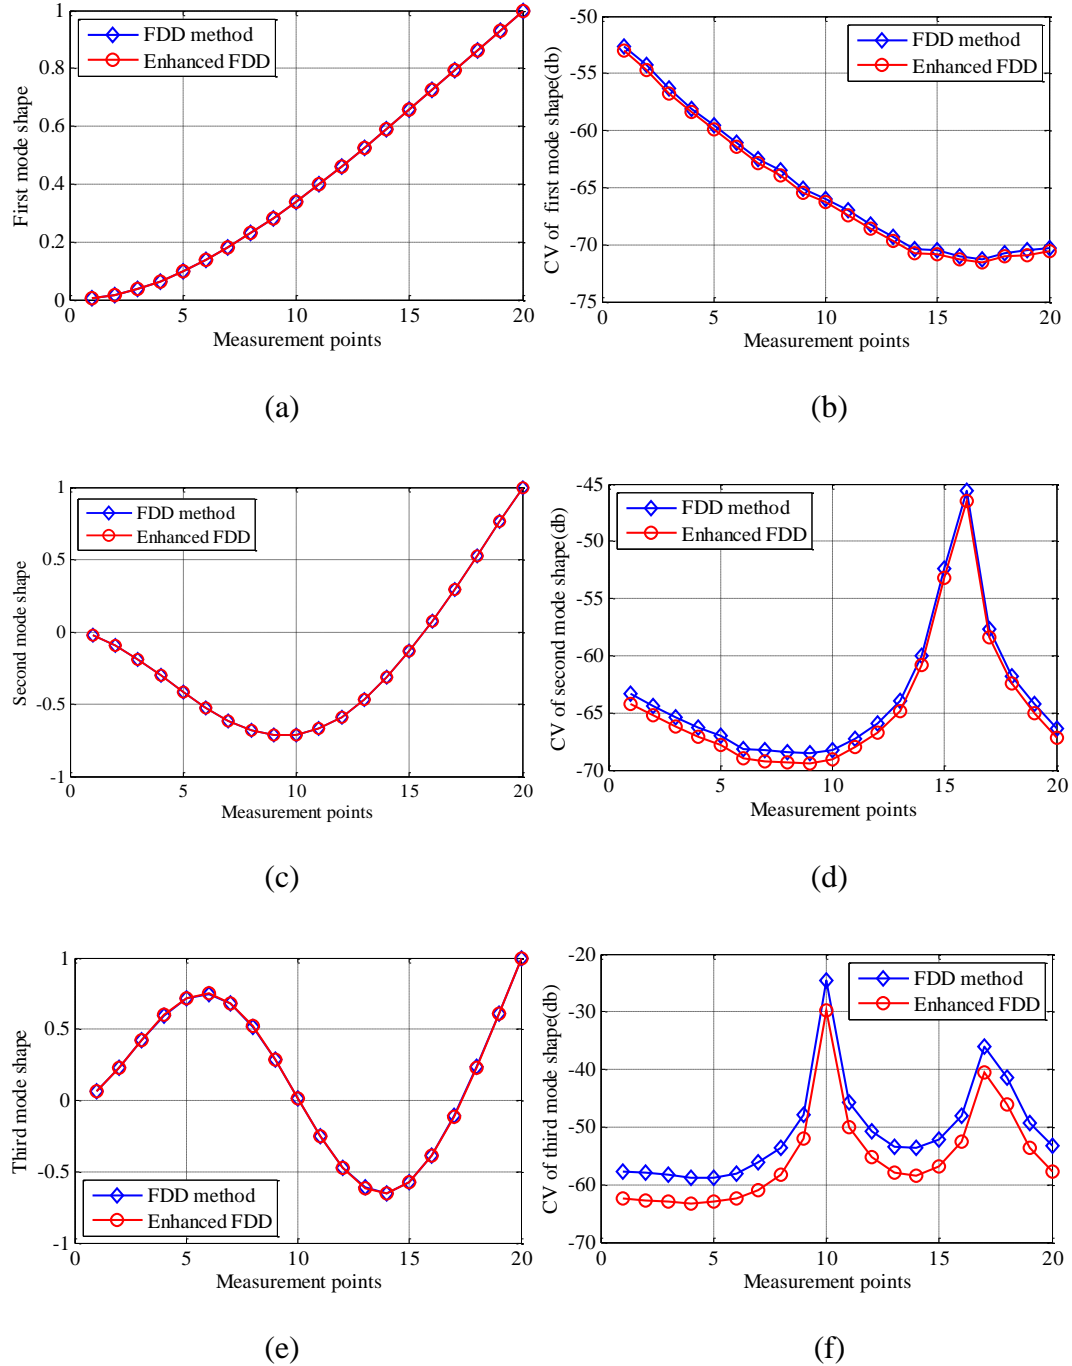 First mode shape
1
0.8
0.6
0.4
0.2
0
FDD method
Enhanced FDD
0 5 10 15 20
Measurement points
(a)
CV of first mode shape(db)
-50
-55
-60
-65
-70
-75
FDD method
Enhanced FDD
0 5 10 15 20
Measurement points
(b)
Second mode shape
1
0.5
0
-0.5
-1
FDD method
Enhanced FDD
0 5 10 15 20
Measurement points
(c)
CV of second mode shape(db)
-45
-50
-55
-60
-65
-70
FDD method
Enhanced FDD
0 5 10 15 20
Measurement points
(d)
Third mode shape
1
0.5
0
-0.5
-1
FDD method
Enhanced FDD
0 5 10 15 20
Measurement points
(e)
CV of third mode shape(db)
-20
-30
-40
-50
-60
-70
FDD method
Enhanced FDD
0 5 10 15 20
Measurement points
(f)